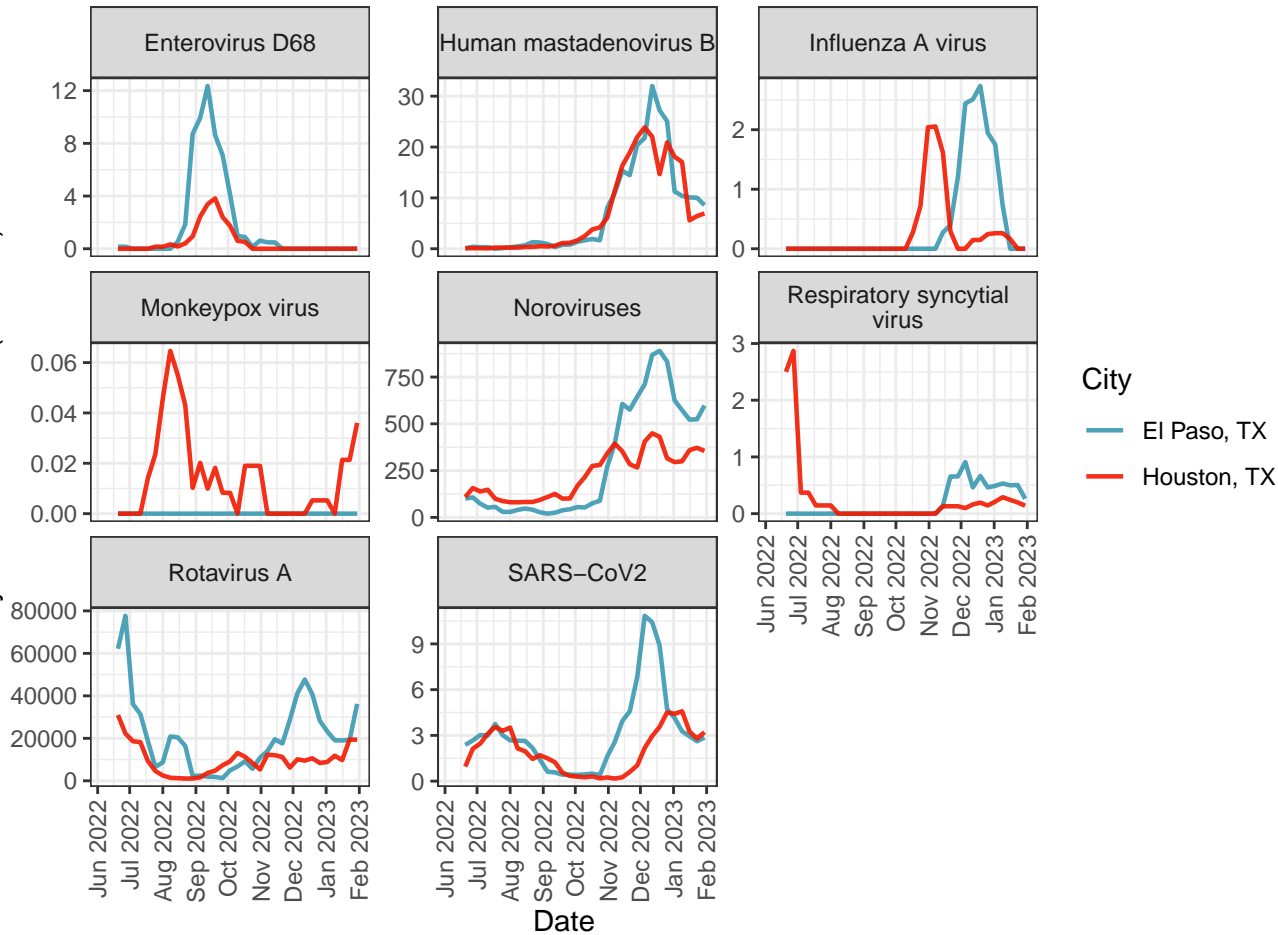 Enterovirus D68
Human mastadenovirus B
Influenza A virus
12
8
4
0
30
20
10
0
2
1
0
Monkeypox virus
Noroviruses
Respiratory syncytial
virus
0.06
0.04
0.02
0.00
750
500
250
0
3
2
1
0
Jun 2022
Jul 2022
Aug 2022
Sep 2022
Oct 2022
Nov 2022
Dec 2022
Jan 2023
Feb 2023
Rotavirus A
SARS−CoV2
80000
60000
40000
20000
0
9
6
3
0
Jun 2022
Jul 2022
Aug 2022
Sep 2022
Oct 2022
Nov 2022
Dec 2022
Jan 2023
Feb 2023
Jun 2022
Jul 2022
Aug 2022
Sep 2022
Oct 2022
Nov 2022
Dec 2022
Jan 2023
Feb 2023
Date
City
El Paso, TX
Houston, TX